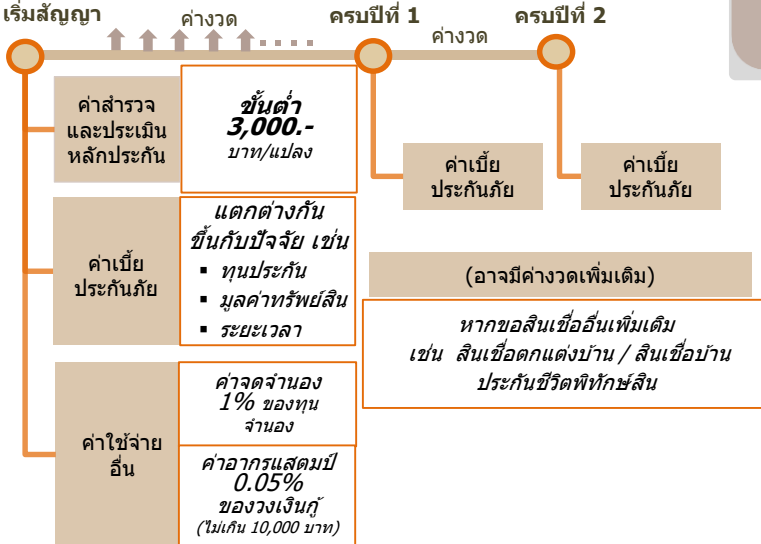 เริ่มสัญญา
ค่างวด
ครบปีที่ 1
ค่างวด
ครบปีที่ 2
ค่าสำรวจ
และประเมิน
หลักประกัน
ขั้นต่ำ
3,000.-
บาท/แปลง
ค่าเบี้ย
ประกันภัย
ค่าเบี้ย
ประกันภัย
ค่าเบี้ย
ประกันภัย
แตกต่างกัน
ขึ้นกับปัจจัย เช่น
▪ ทุนประกัน
▪ มูลค่าทรัพย์สิน
▪ ระยะเวลา
(อาจมีค่างวดเพิ่มเติม)
หากขอสินเชื่ออื่นเพิ่มเติม
เช่น สินเชื่อตกแต่งบ้าน / สินเชื่อบ้าน
ประกันชีวิตพิทักษ์สิน
ค่าใช้จ่าย
อื่น
ค่าจดจำนอง
1% ของทุน
จำนอง
ค่าอากรแสตมป์
0.05%
ของวงเงินกู้
(ไม่เกิน 10,000 บาท)